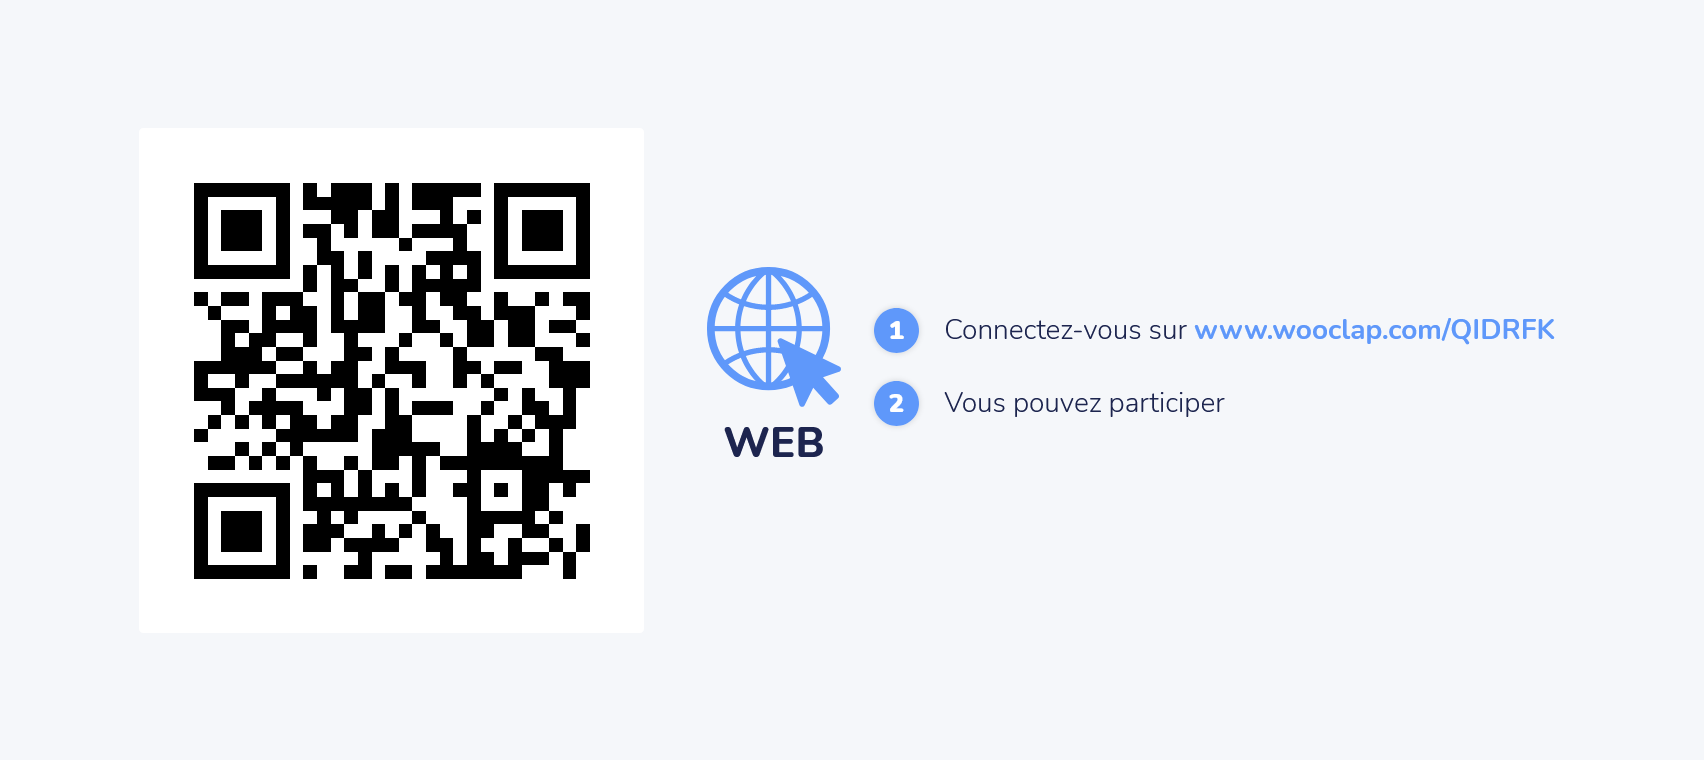 1 Connectez-vous sur www.wooclap.com/QIDRFK
2 Vous pouvez participer
WEB